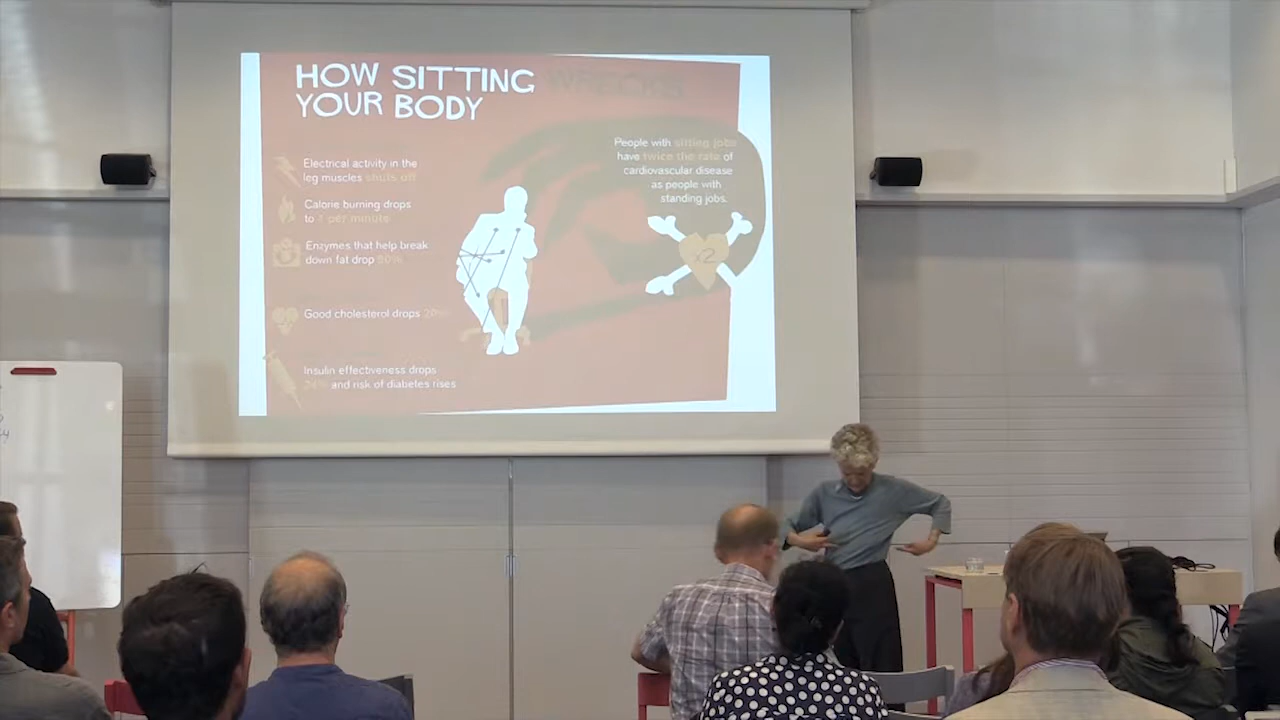 HOW SITTING WRECKS
YOUR BODY
Electrical activity in the
leg muscles shuts off
Calorie burning drops
to 1 per minute
Enzymes that help break
down fat drop 90%
Good cholesterol drops 20%
Insulin effectiveness drops
24% and risk of diabetes rises
People with sitting jobs
have twice the rate of
cardiovascular disease
as people with
standing jobs.
x2